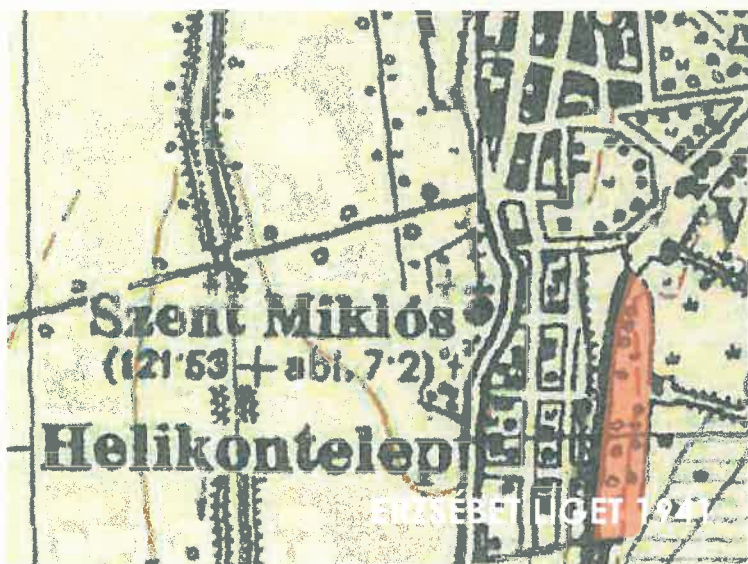 Szent Miklós
(121·53 + abl. 7·2)
Helikontelep
ERZSÉBET LIGET 1941